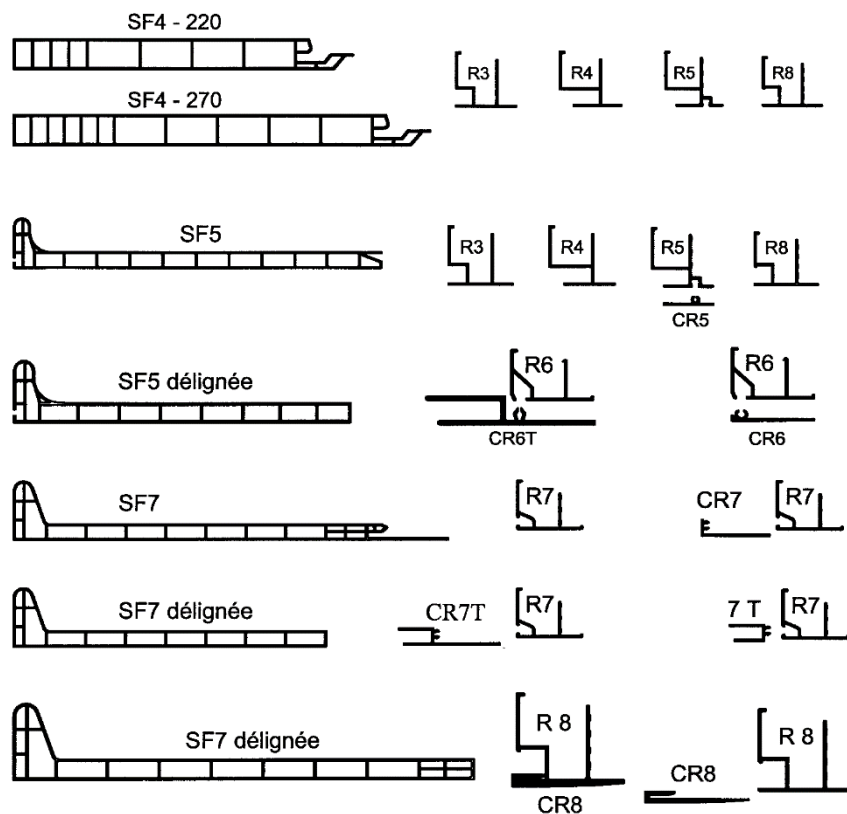 SF4 - 220
R3 R4 R5 R8
SF4 - 270
SF5
R3 R4 R5 R8
CR5
SF5 délignée
R6 R6
CR6T CR6
SF7
R7 CR7 R7
SF7 délignée
CR7T R7 7 T R7
SF7 délignée
R 8 R 8
CR8
CR8